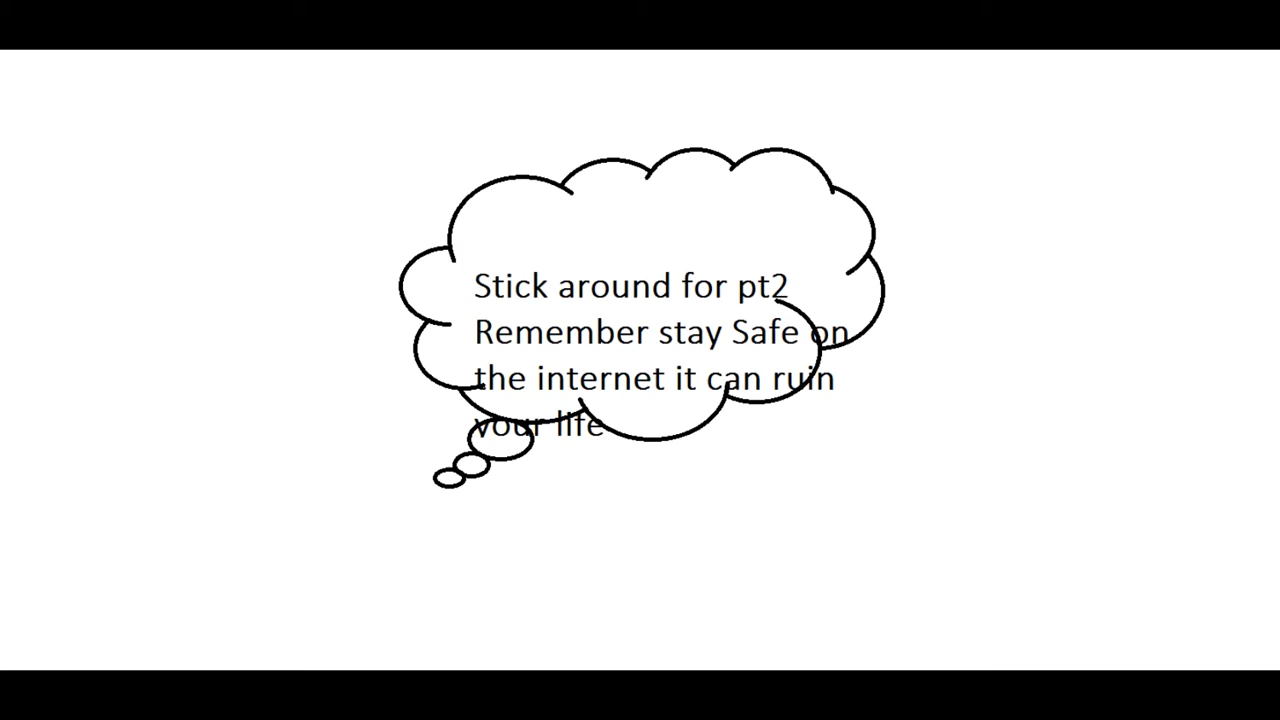 Stick around for pt2
Remember stay Safe on
the internet it can ruin
your life